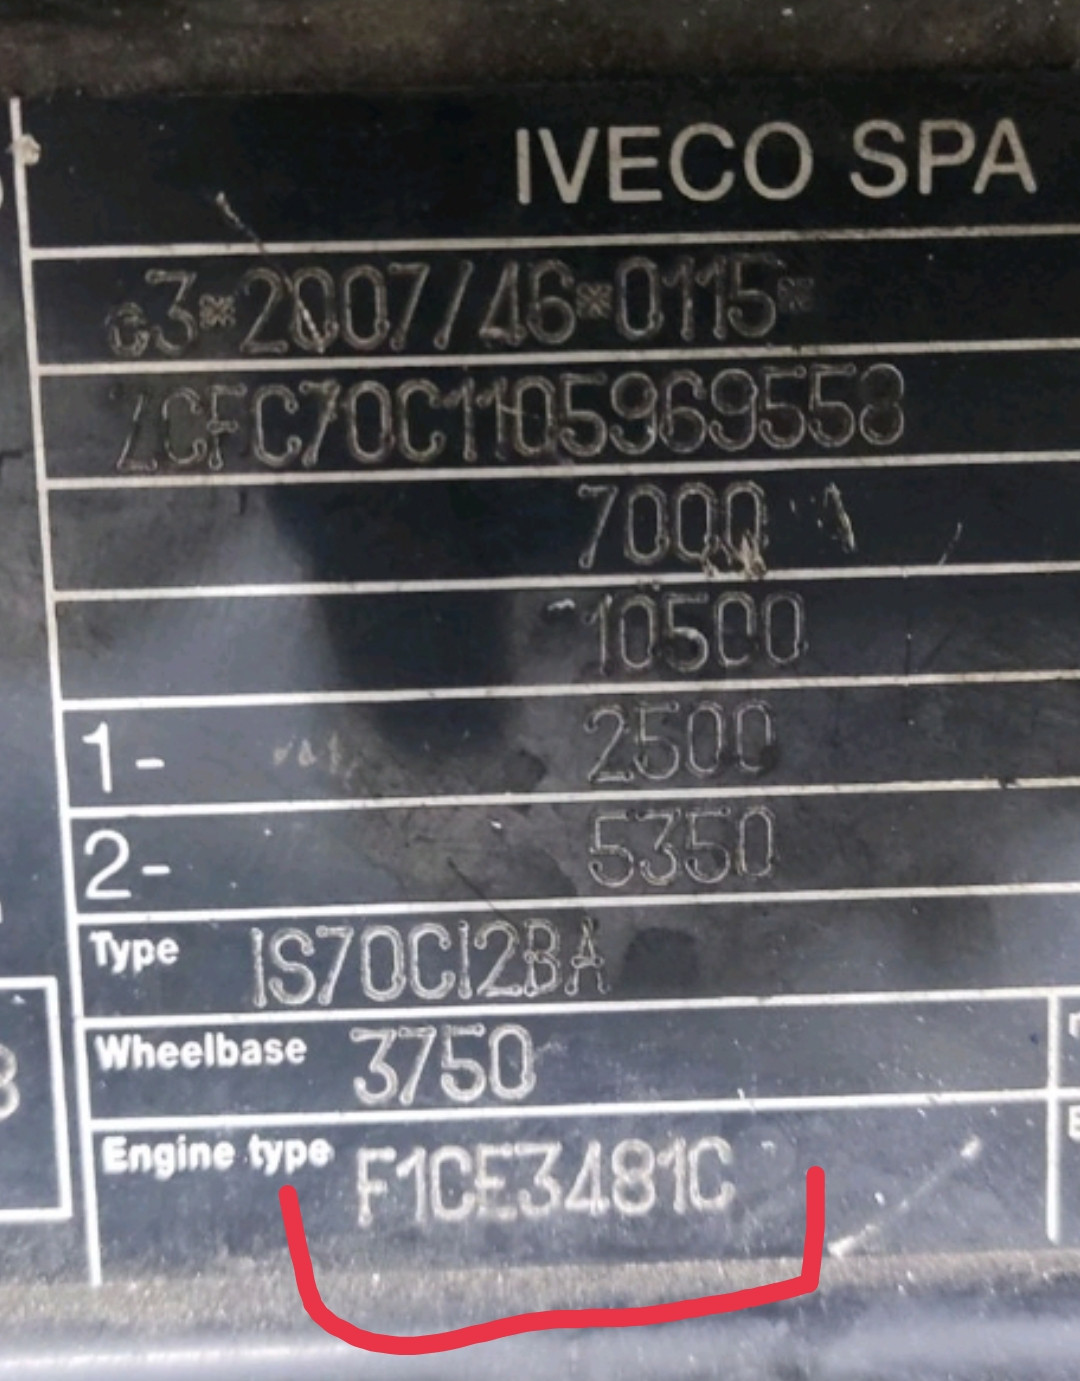 IVECO SPA
e3*2007/46*0115*
ZCFC70C1105969558
7000
10500
1- 2500
2- 5350
Type IS70CI2BA
Wheelbase 3750
Engine type F1CE3481C